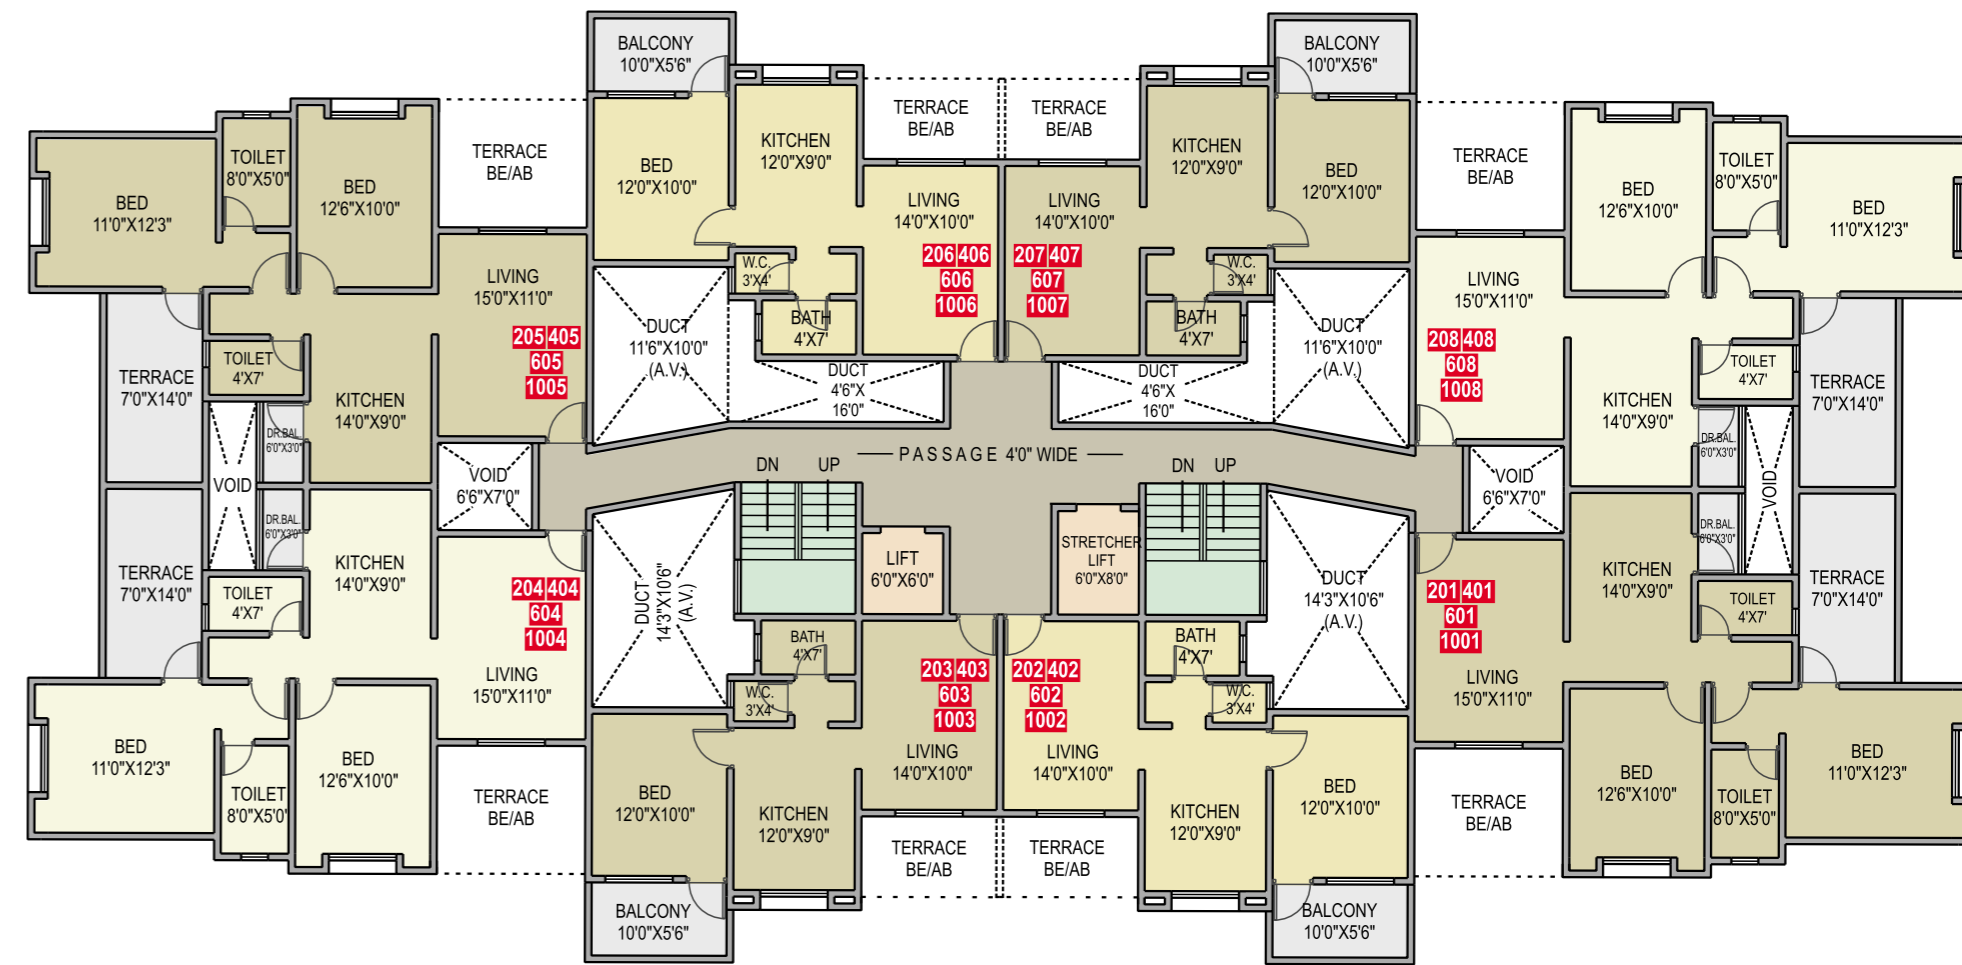 BALCONY
10'0"X5'6"
BALCONY
10'0"X5'6"
TERRACE
BE/AB
TERRACE
BE/AB
TERRACE
BE/AB
TERRACE
BE/AB
KITCHEN
12'0"X9'0"
KITCHEN
12'0"X9'0"
BED
12'0"X10'0"
BED
12'0"X10'0"
TOILET
8'0"X5'0"
BED
12'6"X10'0"
BED
11'0"X12'3"
BED
12'6"X10'0"
TOILET
8'0"X5'0"
BED
11'0"X12'3"
LIVING
14'0"X10'0"
206 406
606
1006
LIVING
14'0"X10'0"
207 407
607
1007
W.C.
3'X4'
W.C.
3'X4'
BATH
4'X7'
BATH
4'X7'
LIVING
15'0"X11'0"
205 405
605
1005
LIVING
15'0"X11'0"
208 408
608
1008
DUCT
11'6"X10'0"
(A.V.)
DUCT
11'6"X10'0"
(A.V.)
DUCT
4'6"X
16'0"
DUCT
4'6"X
16'0"
TERRACE
7'0"X14'0"
TOILET
4'X7'
KITCHEN
14'0"X9'0"
DR.BAL.
6'0"X3'0"
TOILET
4'X7'
KITCHEN
14'0"X9'0"
DR.BAL.
6'0"X3'0"
TERRACE
7'0"X14'0"
PASSAGE 4'0" WIDE
DN UP
DN UP
VOID
VOID
6'6"X7'0"
VOID
6'6"X7'0"
VOID
DR.BAL.
6'0"X3'0"
DR.BAL.
6'0"X3'0"
KITCHEN
14'0"X9'0"
KITCHEN
14'0"X9'0"
TERRACE
7'0"X14'0"
TERRACE
7'0"X14'0"
TOILET
4'X7'
TOILET
4'X7'
LIFT
6'0"X6'0"
STRETCHER
LIFT
6'0"X8'0"
DUCT
14'3"X10'6"
(A.V.)
DUCT
14'3"X10'6"
(A.V.)
204 404
604
1004
LIVING
15'0"X11'0"
201 401
601
1001
LIVING
15'0"X11'0"
BATH
4'X7'
BATH
4'X7'
W.C.
3'X4'
W.C.
3'X4'
203 403
603
1003
LIVING
14'0"X10'0"
202 402
602
1002
LIVING
14'0"X10'0"
BED
11'0"X12'3"
BED
12'6"X10'0"
TOILET
8'0"X5'0"
BED
11'0"X12'3"
BED
12'6"X10'0"
TOILET
8'0"X5'0"
TERRACE
BE/AB
TERRACE
BE/AB
BED
12'0"X10'0"
BED
12'0"X10'0"
KITCHEN
12'0"X9'0"
KITCHEN
12'0"X9'0"
TERRACE
BE/AB
TERRACE
BE/AB
BALCONY
10'0"X5'6"
BALCONY
10'0"X5'6"